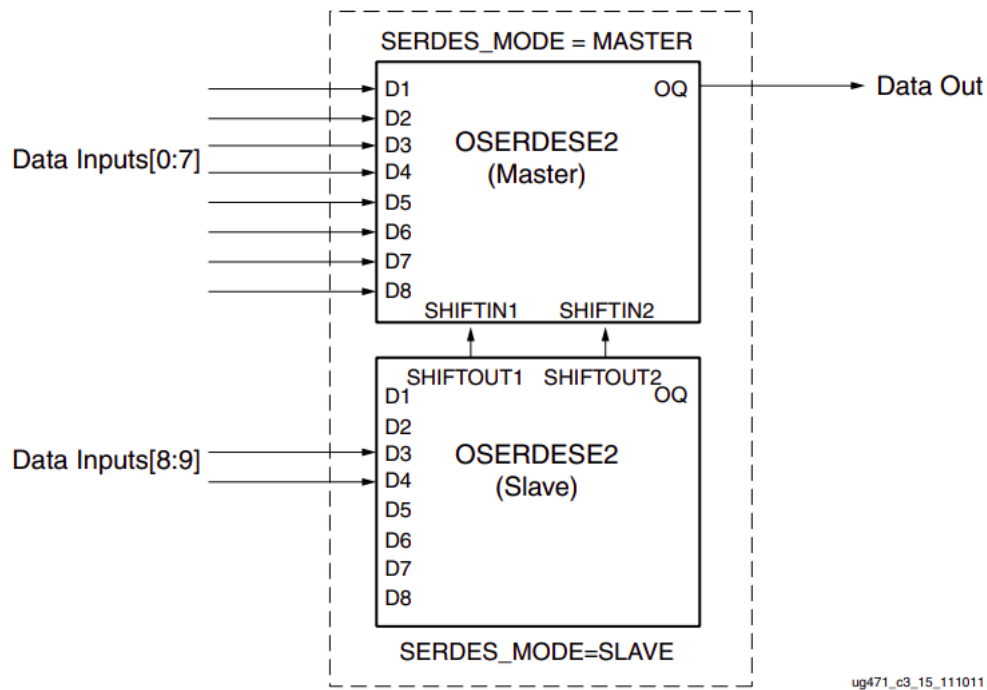 SERDES_MODE = MASTER
D1
OQ
Data Out
D2
D3
OSERDESE2
Data Inputs[0:7]
D4
(Master)
D5
D6
D7
D8
SHIFTIN1
SHIFTIN2
SHIFTOUT1
SHIFTOUT2
D1
OQ
D2
D3
OSERDESE2
Data Inputs[8:9]
D4
(Slave)
D5
D6
D7
D8
SERDES_MODE=SLAVE
ug471_c3_15_111011